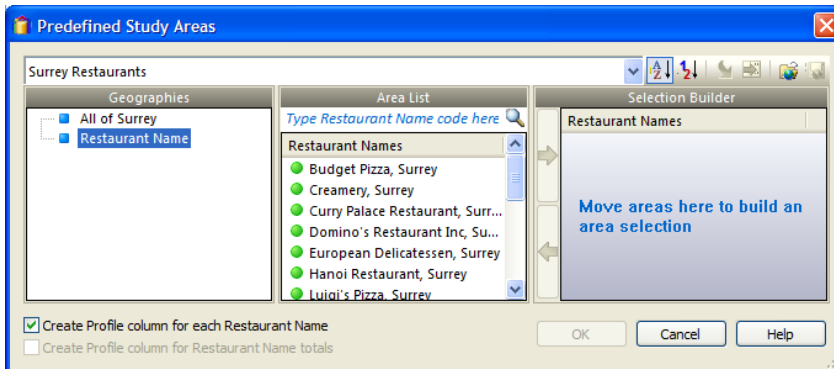 Predefined Study Areas
Surrey Restaurants
Geographies
All of Surrey
Restaurant Name
Area List
Type Restaurant Name code here
Restaurant Names
Budget Pizza, Surrey
Creamery, Surrey
Curry Palace Restaurant, Surr...
Domino's Restaurant Inc, Su...
European Delicatessen, Surrey
Hanoi Restaurant, Surrey
Luigi's Pizza, Surrey
Selection Builder
Restaurant Names
Move areas here to build an
area selection
Create Profile column for each Restaurant Name
Create Profile column for Restaurant Name totals
OK
Cancel
Help